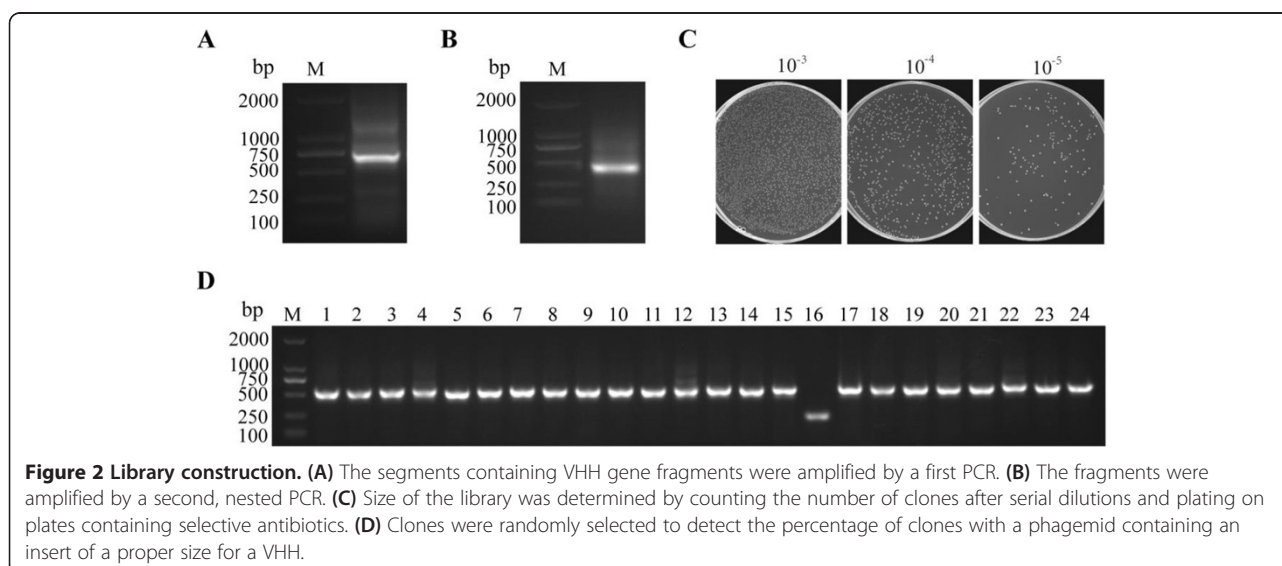 A
B
C
bp M
bp M
10-3 10-4 10-5
2000
1000
750
500
250
100
2000
1000
750
500
250
100
D
bp M 1 2 3 4 5 6 7 8 9 10 11 12 13 14 15 16 17 18 19 20 21 22 23 24
2000
1000
750
500
250
100
Figure 2 Library construction. (A) The segments containing VHH gene fragments were amplified by a first PCR. (B) The fragments were
amplified by a second, nested PCR. (C) Size of the library was determined by counting the number of clones after serial dilutions and plating on
plates containing selective antibiotics. (D) Clones were randomly selected to detect the percentage of clones with a phagemid containing an
insert of a proper size for a VHH.